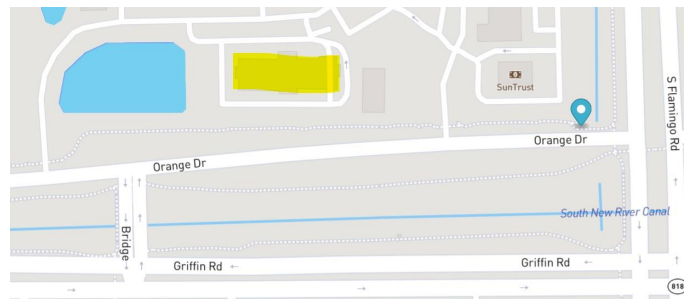 SunTrust
S Flamingo Rd
Orange Dr
Orange Dr
South New River Canal
Bridge
Griffin Rd
Griffin Rd
818